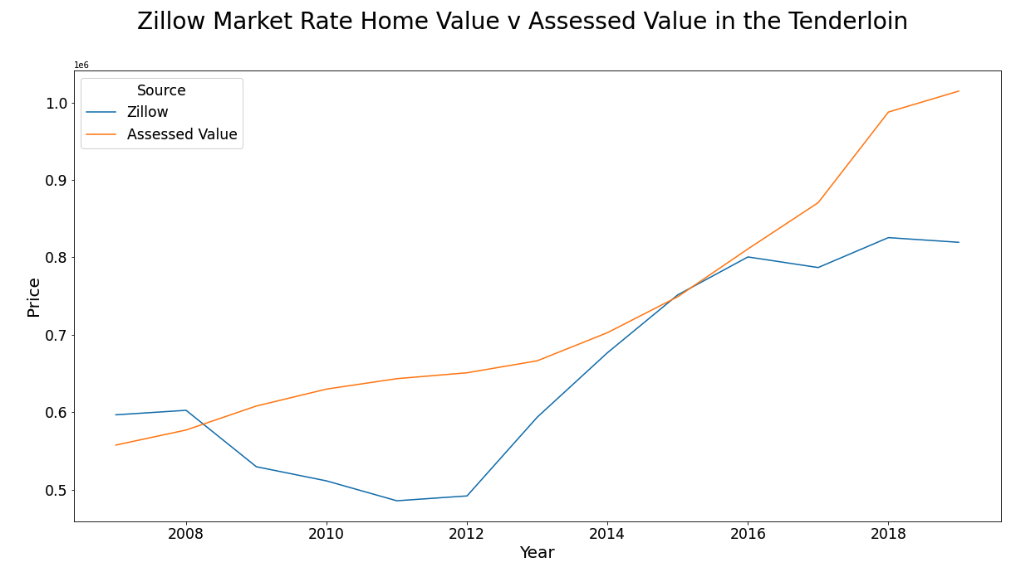 Zillow Market Rate Home Value v Assessed Value in the Tenderloin
1e6
Source
Zillow
Assessed Value
1.0
0.9
0.8
0.7
0.6
0.5
Price
2008 2010 2012 2014 2016 2018
Year